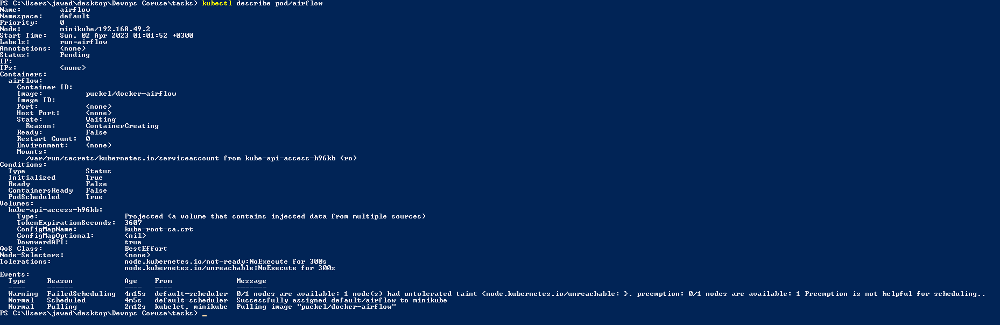 PS C:\Users\jawad\desktop\Devops Coruse\tasks> kubectl describe pod/airflow
Name:         airflow
Namespace:    default
Priority:     0
Node:         minikube/192.168.49.2
Start Time:   Sun, 02 Apr 2023 01:01:52 +0300
Labels:       run=airflow
Annotations:  <none>
Status:       Pending
IP:
IPs:          <none>
Containers:
  airflow:
    Container ID:
    Image:          puckel/docker-airflow
    Image ID:
    Port:           <none>
    Host Port:      <none>
    State:          Waiting
      Reason:       ContainerCreating
    Ready:          False
    Restart Count:  0
    Environment:    <none>
    Mounts:
      /var/run/secrets/kubernetes.io/serviceaccount from kube-api-access-h96kb (ro)
Conditions:
  Type              Status
  Initialized       True
  Ready             False
  ContainersReady   False
  PodScheduled      True
Volumes:
  kube-api-access-h96kb:
    Type:                    Projected (a volume that contains injected data from multiple sources)
    TokenExpirationSeconds:  3607
    ConfigMapName:           kube-root-ca.crt
    ConfigMapOptional:       <nil>
    DownwardAPI:             true
QoS Class:                   BestEffort
Node-Selectors:              <none>
Tolerations:                 node.kubernetes.io/not-ready:NoExecute for 300s
                             node.kubernetes.io/unreachable:NoExecute for 300s
Events:
  Type     Reason            Age    From               Message
  ----     ------            ----   ----               -------
  Warning  FailedScheduling  4m15s  default-scheduler  0/1 nodes are available: 1 node(s) had untolerated taint {node.kubernetes.io/unreachable: }. preemption: 0/1 nodes are available: 1 Preemption is not helpful for scheduling..
  Normal   Scheduled         4m5s   default-scheduler  Successfully assigned default/airflow to minikube
  Normal   Pulling           2m12s  kubelet, minikube  Pulling image "puckel/docker-airflow"
PS C:\Users\jawad\desktop\Devops Coruse\tasks> _